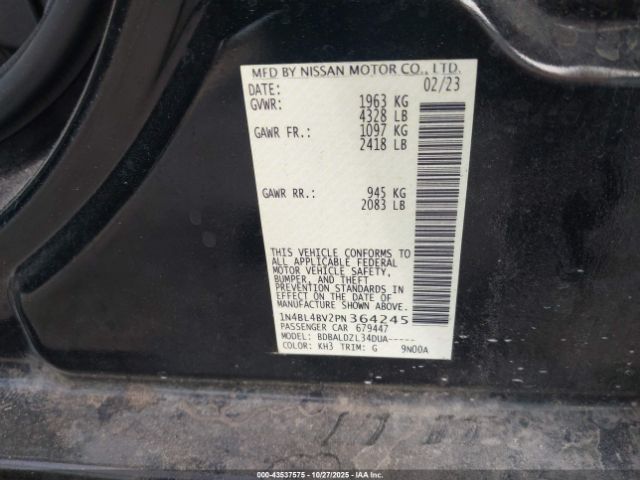 MFD BY NISSAN MOTOR CO., LTD.
DATE: 02/23
GVWR: 1963 KG
4328 LB
GAWR FR.: 1097 KG
2418 LB
GAWR RR.: 945 KG
2083 LB
THIS VEHICLE CONFORMS TO
ALL APPLICABLE FEDERAL
MOTOR VEHICLE SAFETY,
BUMPER, AND THEFT
PREVENTION STANDARDS IN
EFFECT ON THE DATE OF
MANUFACTURE SHOWN ABOVE.
1N4BL4BV2PN364245
PASSENGER CAR 679447
MODEL: BDBALDZL34DUA-----
COLOR: KH3 TRIM: G 9N00A
000-43537575 | 10/27/2025 | IAA, Inc.